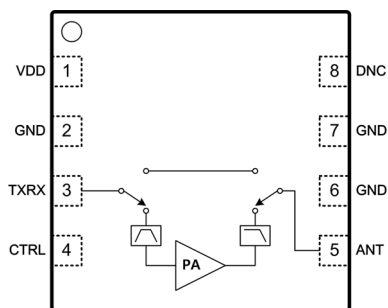 VDD 1 8 DNC
GND 2 7 GND
TXRX 3 6 GND
CTRL 4 5 ANT
PA